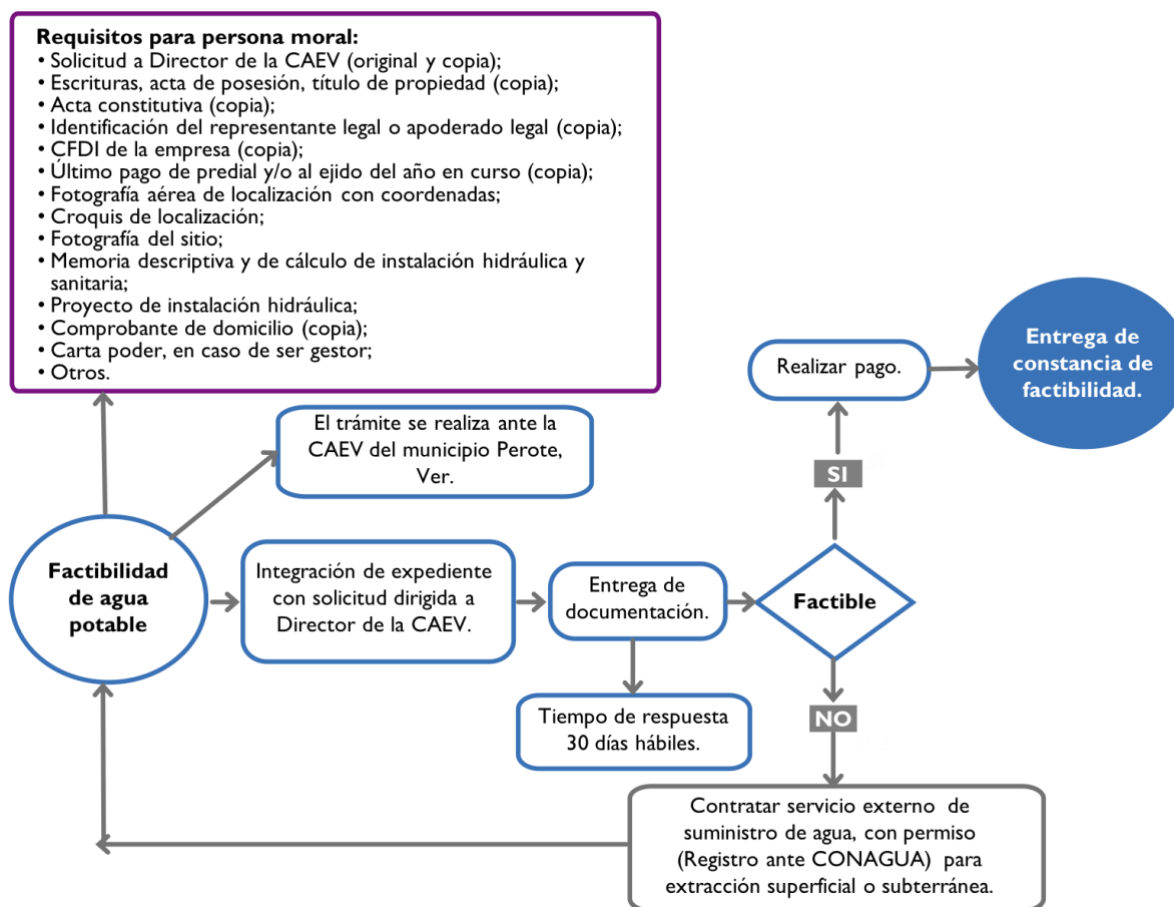 Requisitos para persona moral:
• Solicitud a Director de la CAEV (original y copia);
• Escrituras, acta de posesión, título de propiedad (copia);
• Acta constitutiva (copia);
• Identificación del representante legal o apoderado legal (copia);
• CFDI de la empresa (copia);
• Último pago de predial y/o al ejido del año en curso (copia);
• Fotografía aérea de localización con coordenadas;
• Croquis de localización;
• Fotografía del sitio;
• Memoria descriptiva y de cálculo de instalación hidráulica y
sanitaria;
• Proyecto de instalación hidráulica;
• Comprobante de domicilio (copia);
• Carta poder, en caso de ser gestor;
• Otros.
El trámite se realiza ante la
CAEV del municipio Perote,
Ver.
Factibilidad
de agua
potable
Integración de expediente
con solicitud dirigida a
Director de la CAEV.
Entrega de
documentación.
Tiempo de respuesta
30 días hábiles.
Factible
SI
Realizar pago.
Entrega de
constancia de
factibilidad.
NO
Contratar servicio externo de
suministro de agua, con permiso
(Registro ante CONAGUA) para
extracción superficial o subterránea.